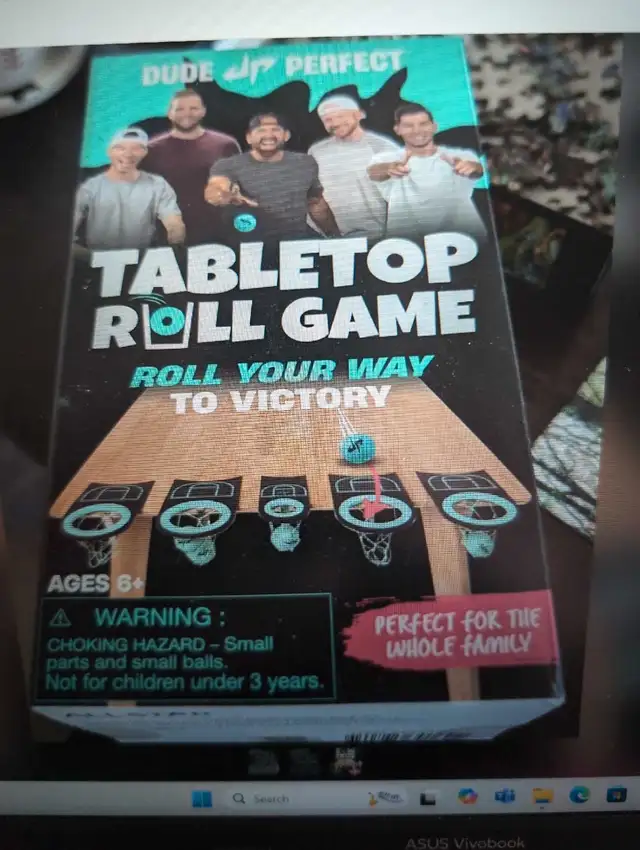 DUDE dp PERFECT
TABLETOP
ROLL GAME
ROLL YOUR WAY
TO VICTORY
AGES 6+
WARNING :
CHOKING HAZARD – Small
parts and small balls.
Not for children under 3 years.
PERFECT FOR THE
WHOLE FAMILY
Search
ASUS Vivobook